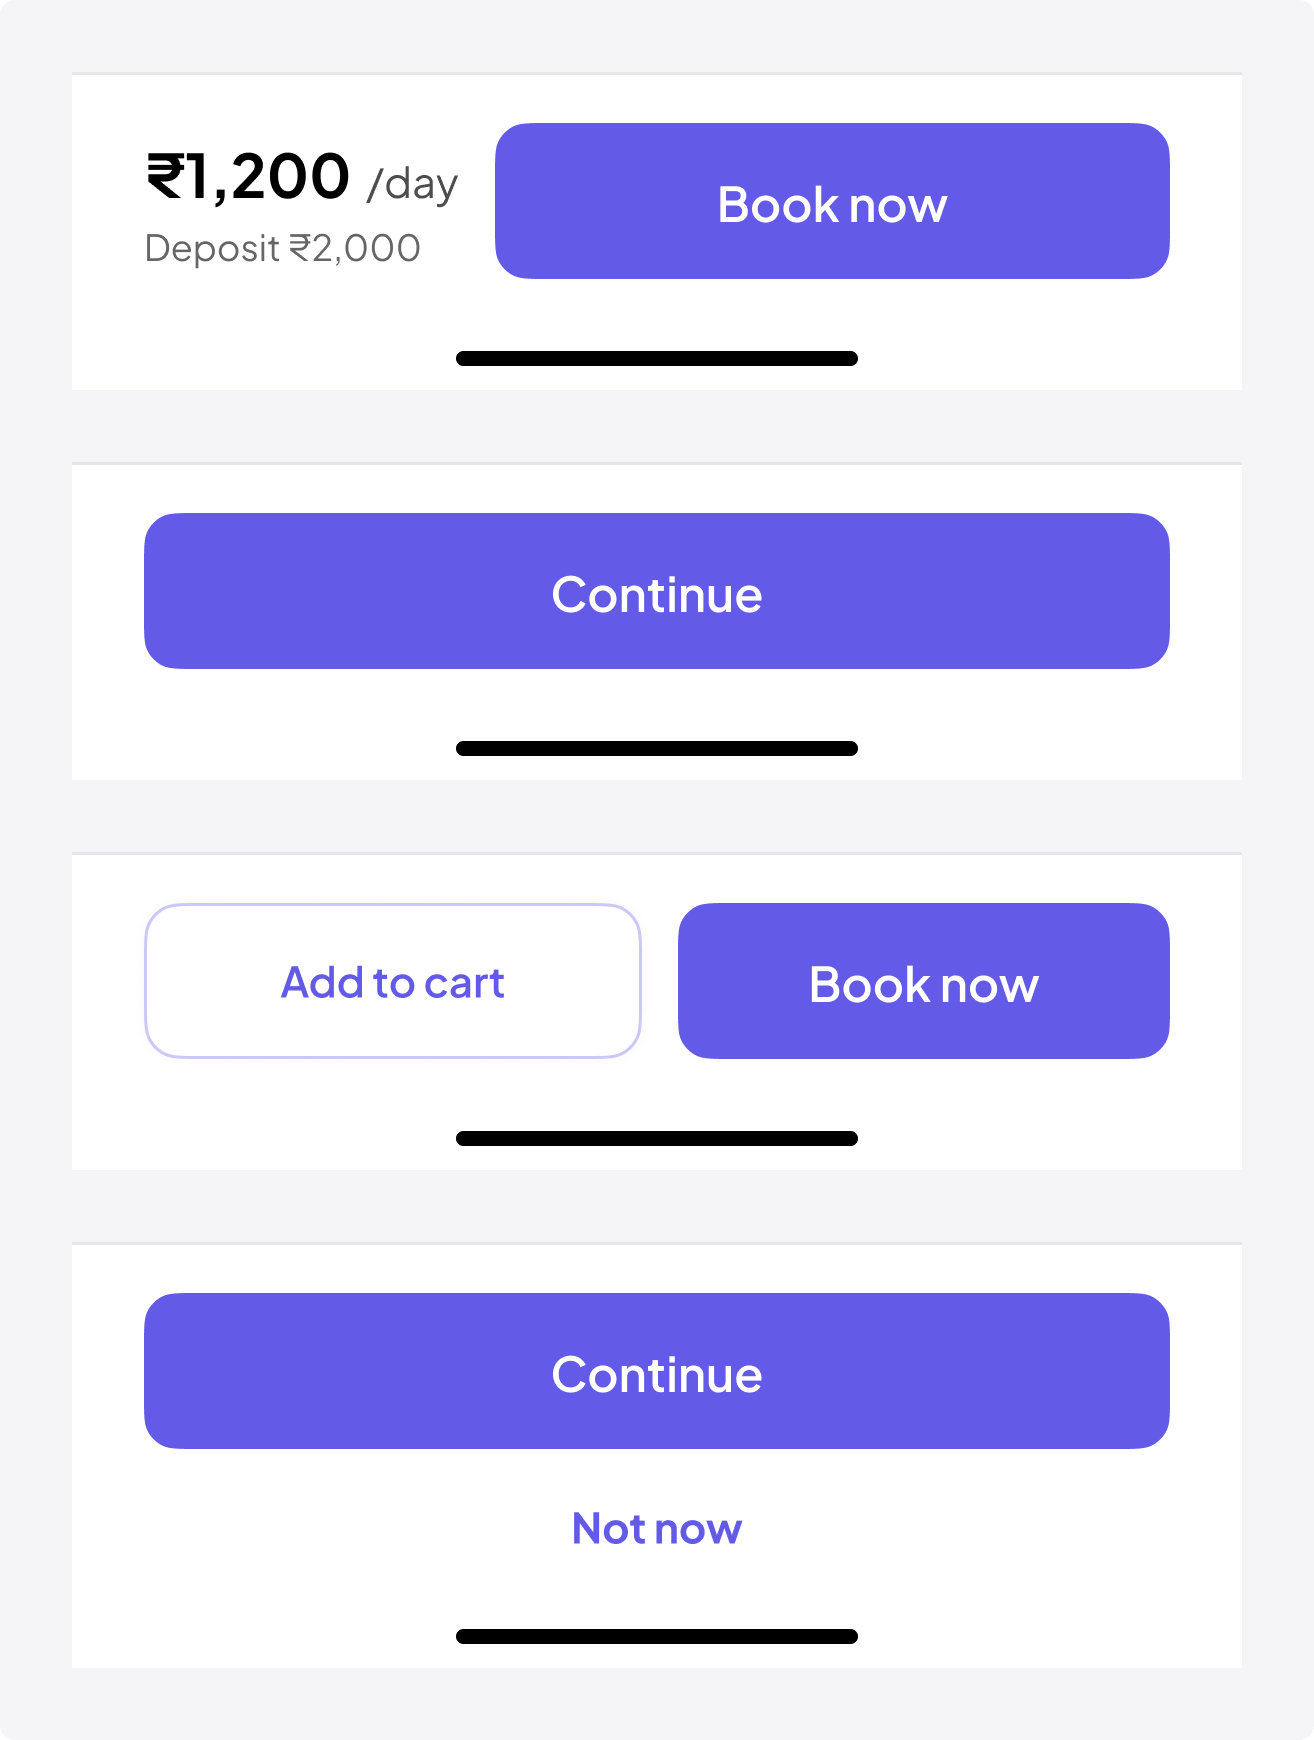 ₹1,200 /day
Deposit ₹2,000
Book now
Continue
Add to cart
Book now
Continue
Not now